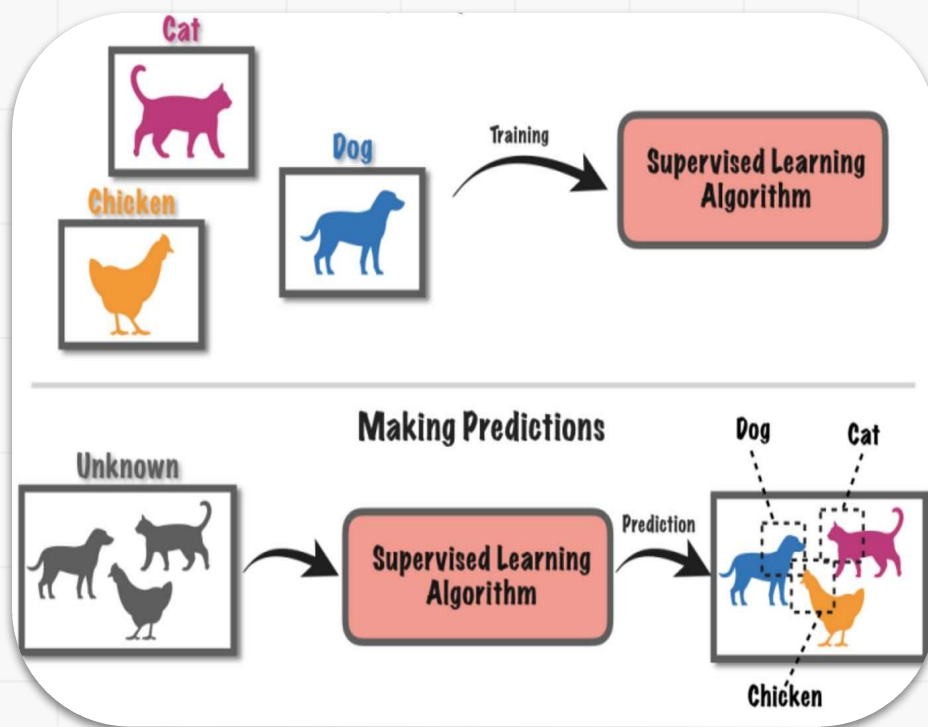 Cat
Dog
Chicken
Training
Supervised Learning
Algorithm
Making Predictions
Unknown
Supervised Learning
Algorithm
Prediction
Dog
Cat
Chicken